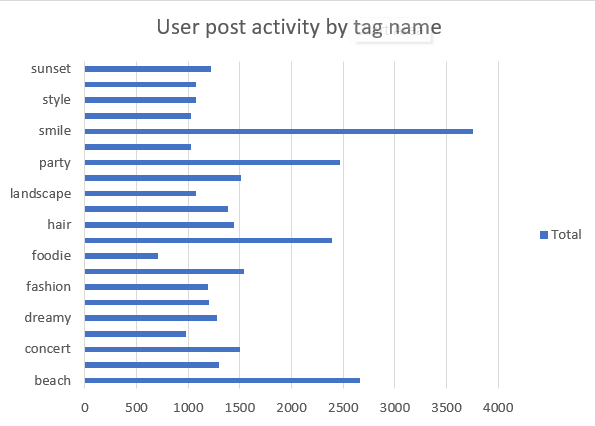 User post activity by tag name
sunset
style
smile
party
landscape
hair
foodie
fashion
dreamy
concert
beach
Total
0 500 1000 1500 2000 2500 3000 3500 4000